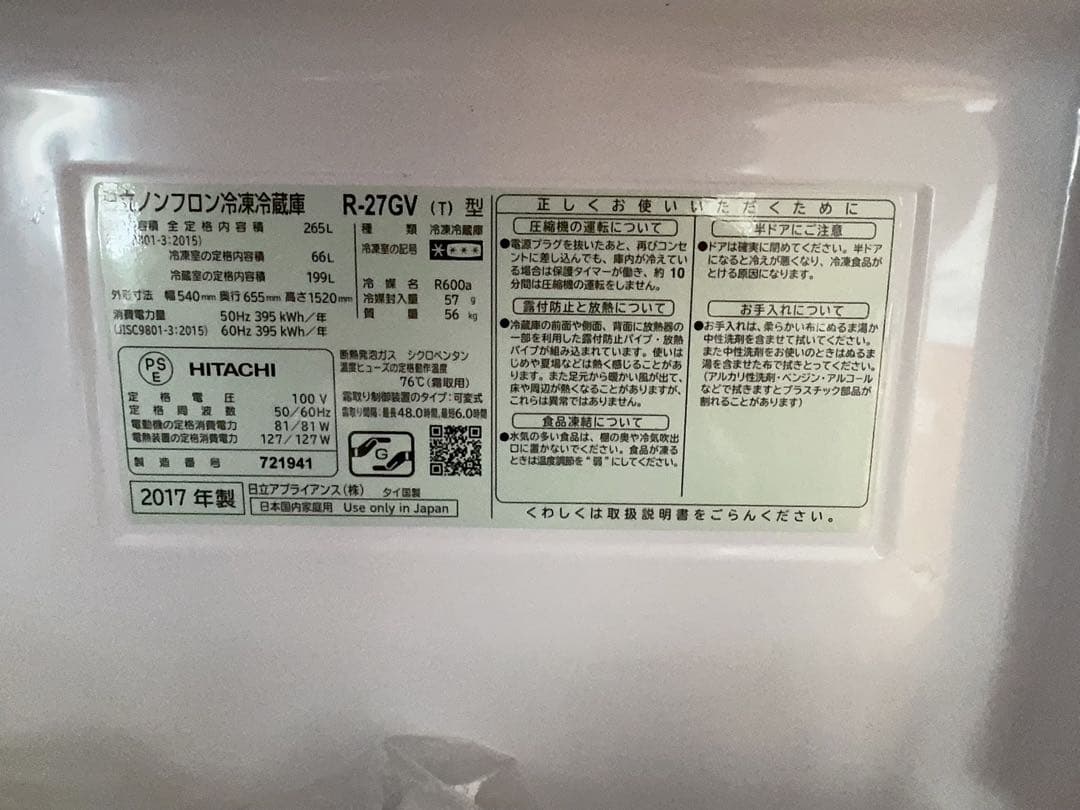 日立ノンフロン冷凍冷蔵庫 R-27GV (T) 型
容積 全定格内容積 265L
01-3:2015)
冷凍室の定格内容積 66L
冷蔵室の定格内容積 199L
外形寸法 幅540mm 奥行655mm 高さ1520mm
消費電力量 50Hz 395 kWh/年
(JISC9801-3:2015) 60Hz 395 kWh/年
種類 冷凍冷蔵庫
冷凍室の記号
冷媒名 R600a
冷媒封入量 57 g
質量 56 kg
PS
E
HITACHI
定格電圧 100 V
定格周波数 50/60Hz
電動機の定格消費電力 81/81W
電熱装置の定格消費電力 127/127W
製造番号 721941
断熱発泡ガス シクロペンタン
温度ヒューズの定格動作温度
76℃(霜取用)
霜取り制御装置のタイプ:可変式
霜取り間隔:最長48.0時間,最短6.0時間
G
2017 年製
日立アプライアンス(株) タイ国製
日本国内家庭用 Use only in Japan
正しくお使いいただくために
圧縮機の運転について
●電源プラグを抜いたあと、再びコンセ
ントに差し込んでも、庫内が冷えてい
る場合は保護タイマーが働き、約10
分間は圧縮機の運転をしません。
露付防止と放熱について
●冷蔵庫の前面や側面、背面に放熱器の
一部を利用した露付防止パイプ・放熱
パイプが組み込まれています。使いは
じめや夏場などは熱く感じることがあ
ります。また足元から暖かい風が出て、
床や周辺が熱くなることがありますが、
これらは異常ではありません。
食品凍結について
●水気の多い食品は、棚の奥や冷気吹出
口に置かないでください。食品が凍る
ときは温度調節を“弱”にしてください。
半ドアにご注意
●ドアは確実に閉めてください。半ドア
になると冷えが悪くなり、冷凍食品が
とける原因になります。
お手入れについて
●お手入れは、柔らかい布にぬるま湯か
中性洗剤を含ませて拭いてください。
また中性洗剤をお使いのときはぬるま
湯を含ませた布で拭きとってください。
(アルカリ性洗剤・ベンジン・アルコール
などで拭きますとプラスチック部品が
割れることがあります)
くわしくは取扱説明書をごらんください。